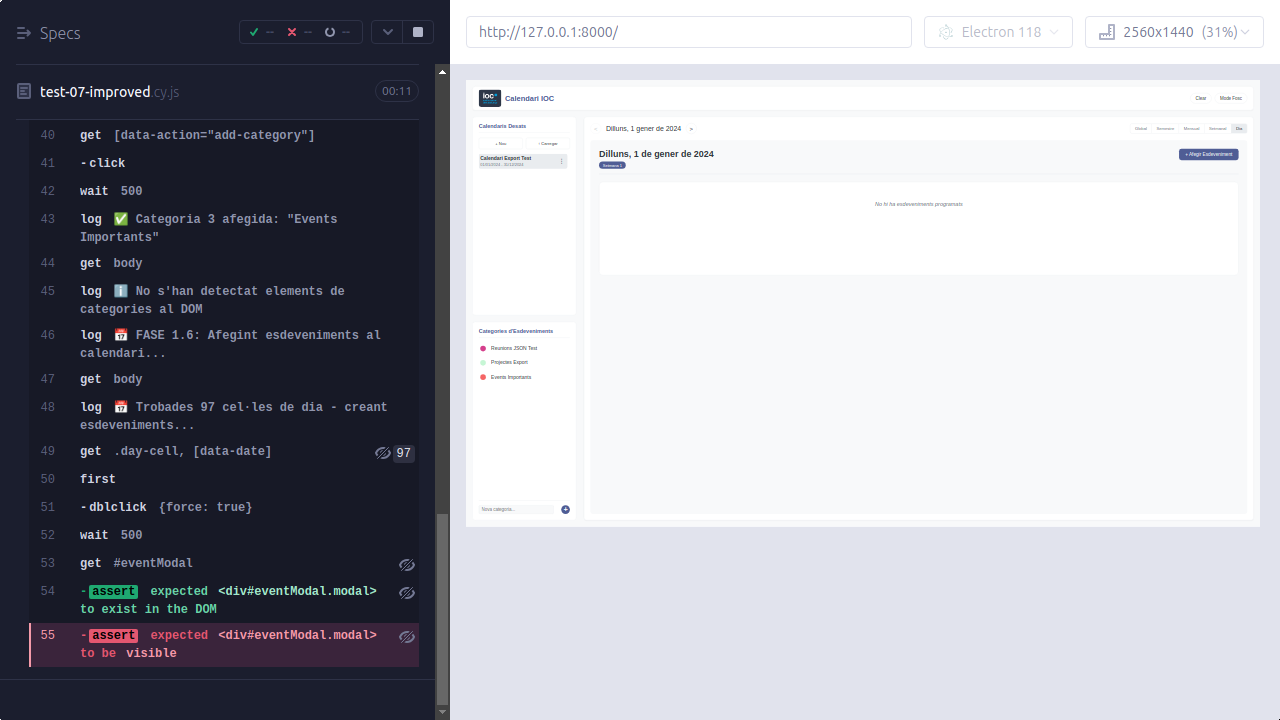 Specs
-- -- --
test-07-improved.cy.js
00:11
40 get [data-action="add-category"]
41 -click
42 wait 500
43 log ✅ Categoria 3 afegida: "Events
Importants"
44 get body
45 log ℹ️ No s'han detectat elements de
categories al DOM
46 log 📅 FASE 1.6: Afegint esdeveniments al
calendari...
47 get body
48 log 📅 Trobades 97 cel·les de dia - creant
esdeveniments...
49 get .day-cell, [data-date] 97
50 first
51 -dblclick {force: true}
52 wait 500
53 get #eventModal
54 -assert expected <div#eventModal.modal>
to exist in the DOM
55 -assert expected <div#eventModal.modal>
to be visible
http://127.0.0.1:8000/
Electron 118
2560x1440 (31%)
ioc
Calendari IOC
Clear
Mode Fosc
Calendaris Desats
+ Nou
Carregar
Calendari Export Test
‹ Dilluns, 1 gener de 2024 ›
Global
Semestral
Mensual
Setmanal
Dia
Dilluns, 1 de gener de 2024
Setmana 1
+ Afegir Esdeveniment
No hi ha esdeveniments programats
Categories d'Esdeveniments
Reunions JSON Test
Projectes Export
Events Importants
Nova categoria...
+